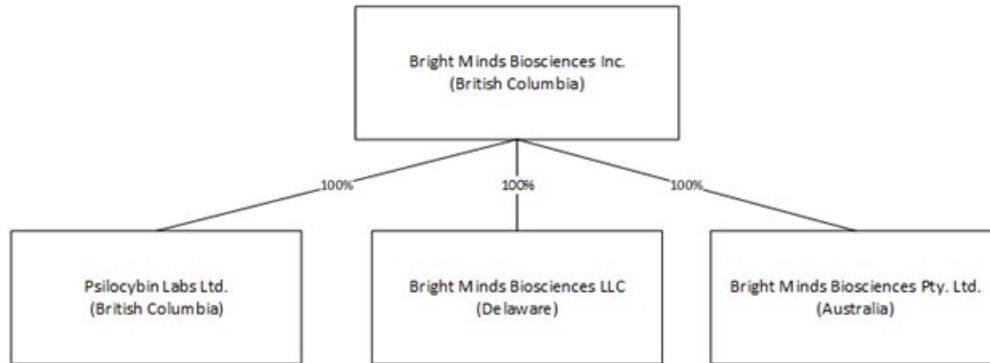 Bright Minds Biosciences Inc.
(British Columbia)
100%
100%
100%
Psilocybin Labs Ltd.
(British Columbia)
Bright Minds Biosciences LLC
(Delaware)
Bright Minds Biosciences Pty. Ltd.
(Australia)